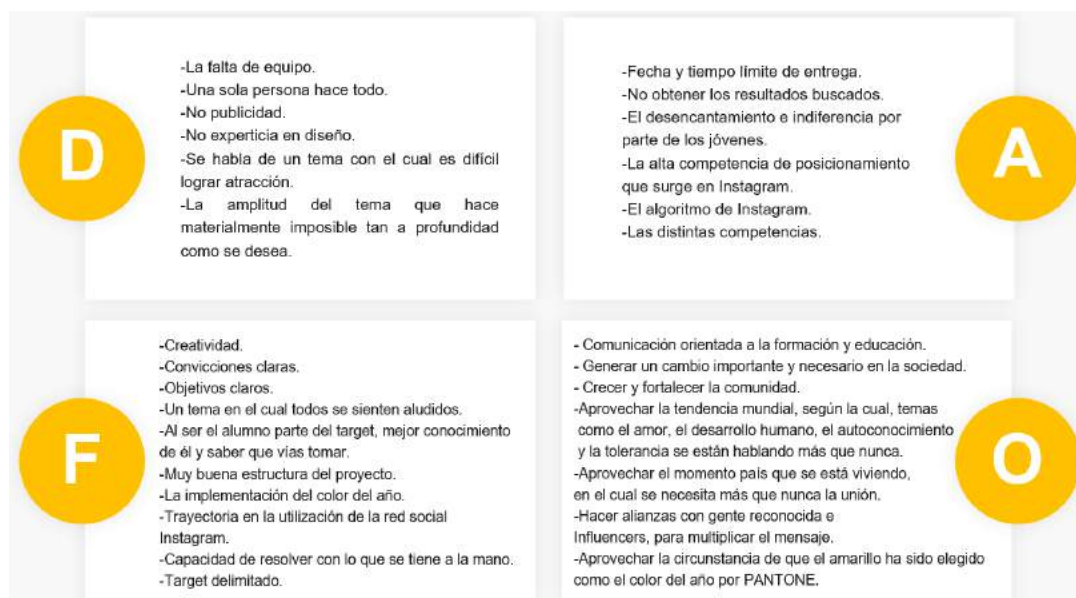 D
-La falta de equipo.
-Una sola persona hace todo.
-No publicidad.
-No experticia en diseño.
-Se habla de un tema con el cual es difícil
lograr atracción.
-La amplitud del tema que hace
materialmente imposible tan a profundidad
como se desea.
A
-Fecha y tiempo límite de entrega.
-No obtener los resultados buscados.
-El desencantamiento e indiferencia por
parte de los jóvenes.
-La alta competencia de posicionamiento
que surge en Instagram.
-El algoritmo de Instagram.
-Las distintas competencias.
F
-Creatividad.
-Convicciones claras.
-Objetivos claros.
-Un tema en el cual todos se sienten aludidos.
-Al ser el alumno parte del target, mejor conocimiento
de él y saber que vías tomar.
-Muy buena estructura del proyecto.
-La implementación del color del año.
-Trayectoria en la utilización de la red social
Instagram.
-Capacidad de resolver con lo que se tiene a la mano.
-Target delimitado.
O
- Comunicación orientada a la formación y educación.
- Generar un cambio importante y necesario en la sociedad.
- Crecer y fortalecer la comunidad.
-Aprovechar la tendencia mundial, según la cual, temas
como el amor, el desarrollo humano, el autoconocimiento
y la tolerancia se están hablando más que nunca.
-Aprovechar el momento país que se está viviendo,
en el cual se necesita más que nunca la unión.
-Hacer alianzas con gente reconocida e
Influencers, para multiplicar el mensaje.
-Aprovechar la circunstancia de que el amarillo ha sido elegido
como el color del año por PANTONE.